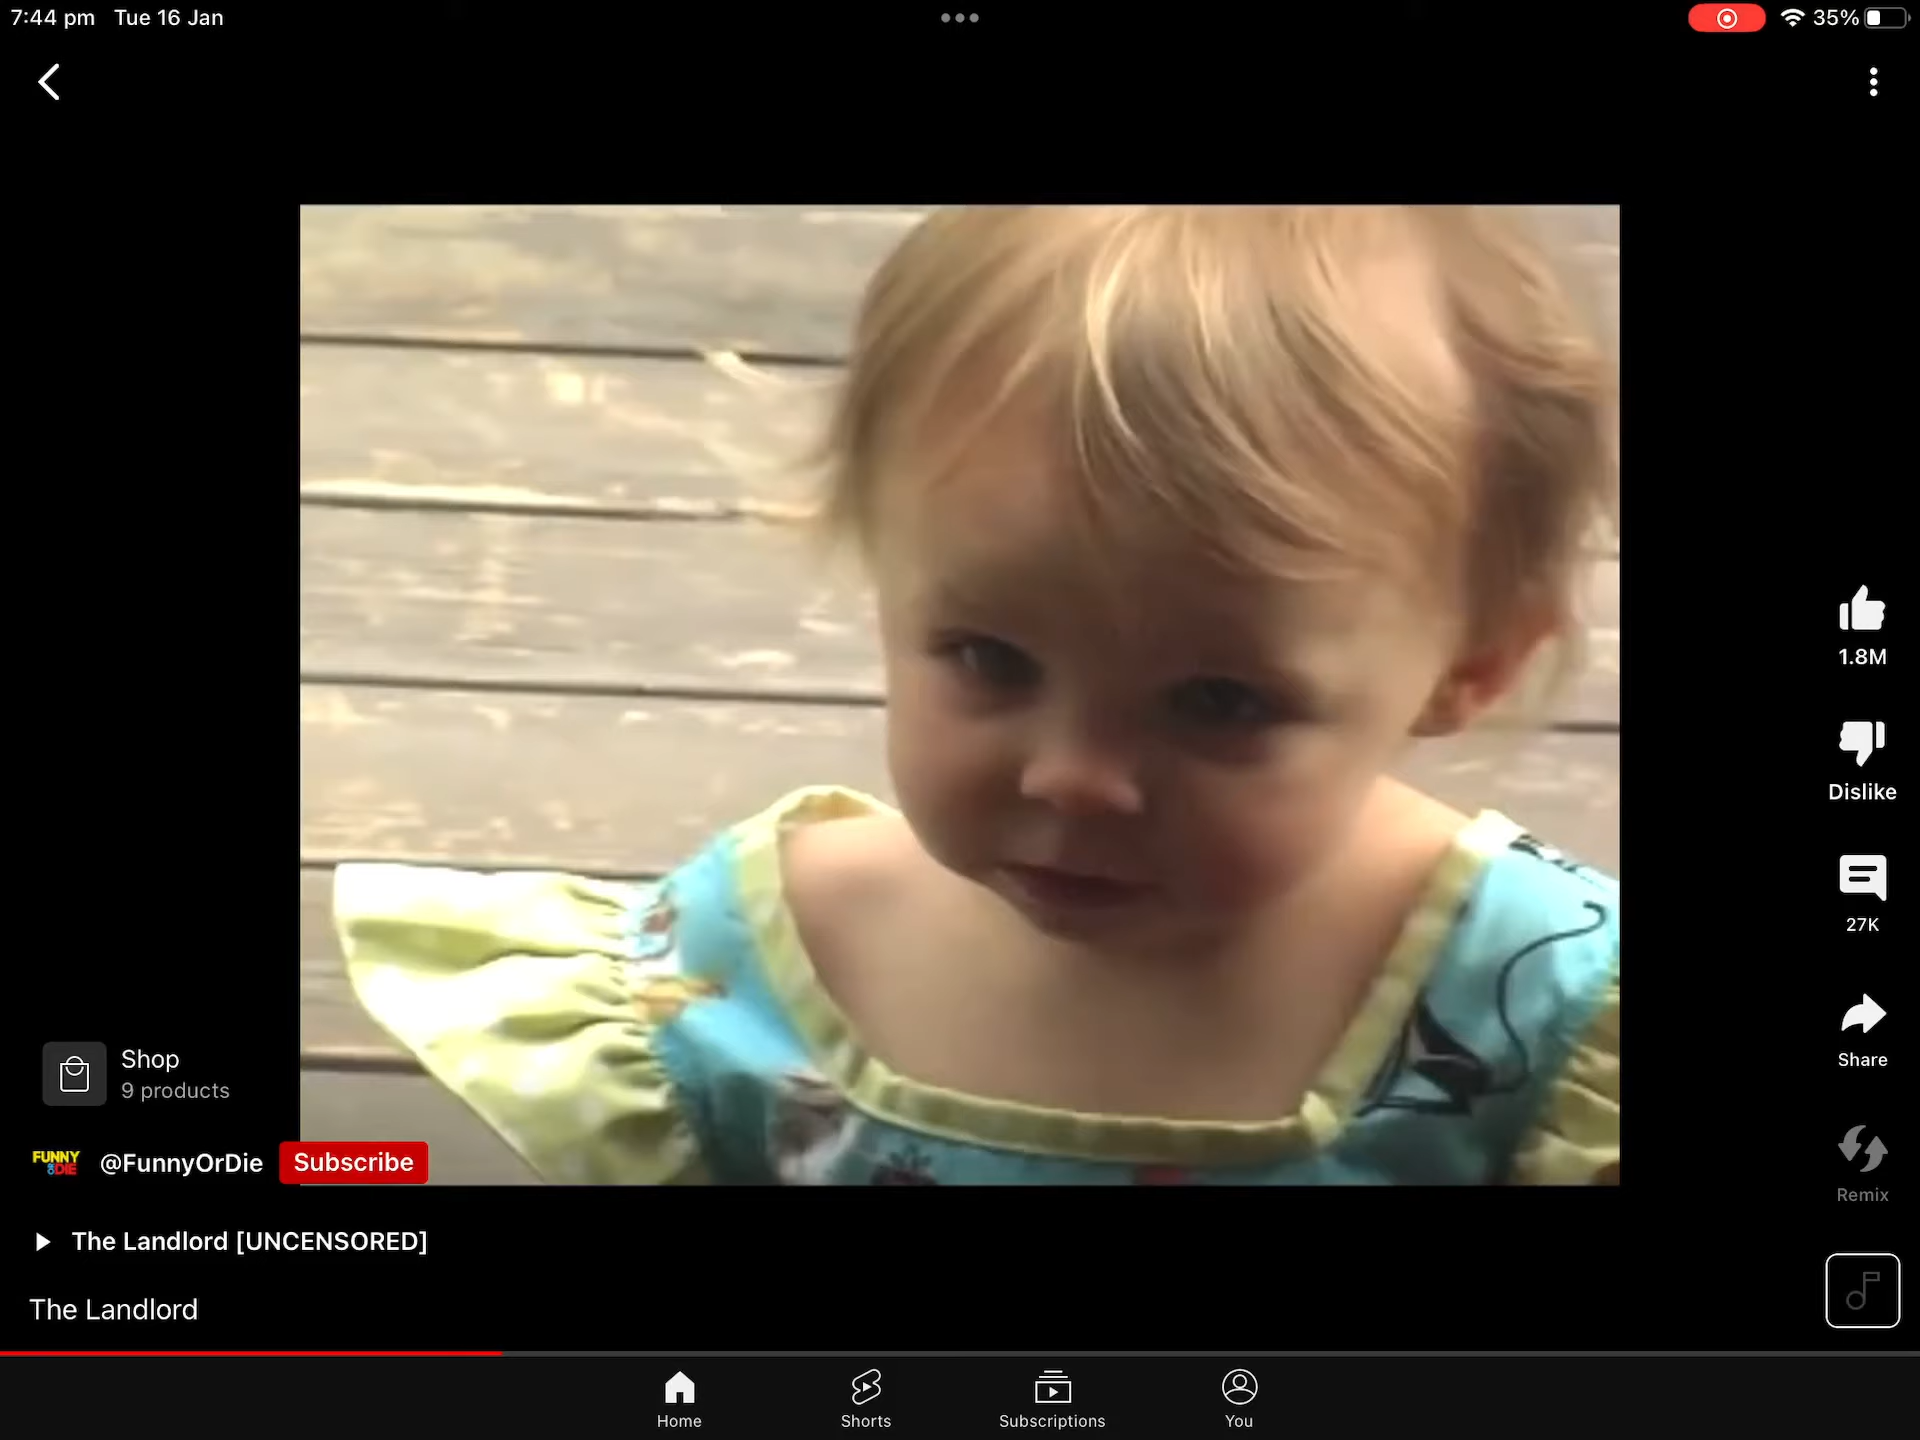 7:44 pm Tue 16 Jan
35%
1.8M
Dislike
27K
Share
Shop
9 products
FUNNY
OR DIE
@FunnyOrDie
Subscribe
Remix
The Landlord [UNCENSORED]
The Landlord
Home
Shorts
Subscriptions
You